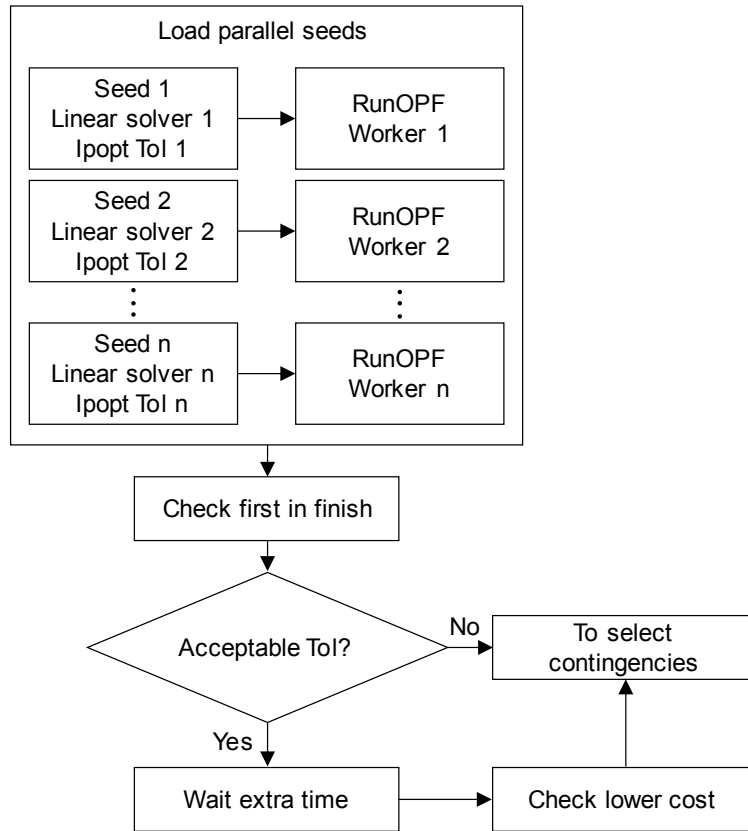 Load parallel seeds
Seed 1
Linear solver 1
Ipopt Tol 1
RunOPF
Worker 1
Seed 2
Linear solver 2
Ipopt Tol 2
RunOPF
Worker 2
Seed n
Linear solver n
Ipopt Tol n
RunOPF
Worker n
Check first in finish
Acceptable Tol?
No
To select
contingencies
Yes
Wait extra time
Check lower cost